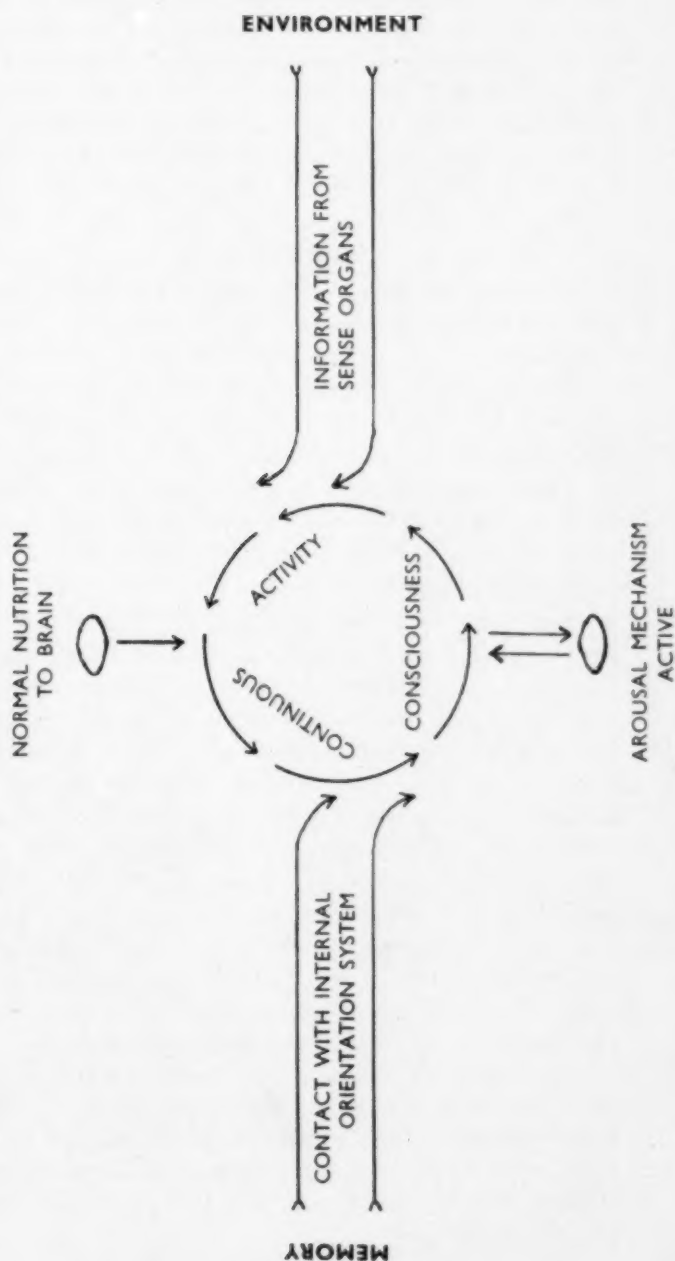 ENVIRONMENT
INFORMATION FROM
SENSE ORGANS
NORMAL NUTRITION
TO BRAIN
ACTIVITY
CONTINUOUS
CONSCIOUSNESS
AROUSAL MECHANISM
ACTIVE
CONTACT WITH INTERNAL
ORIENTATION SYSTEM
MEMORY